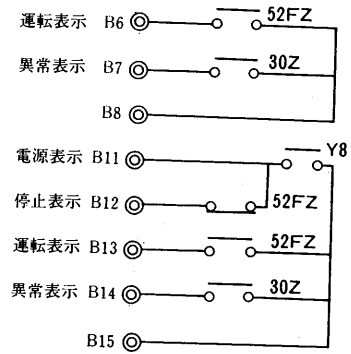 運転表示 B6 52FZ
異常表示 B7 30Z
B8
電源表示 B11 Y8
停止表示 B12 52FZ
運転表示 B13 52FZ
異常表示 B14 30Z
B15